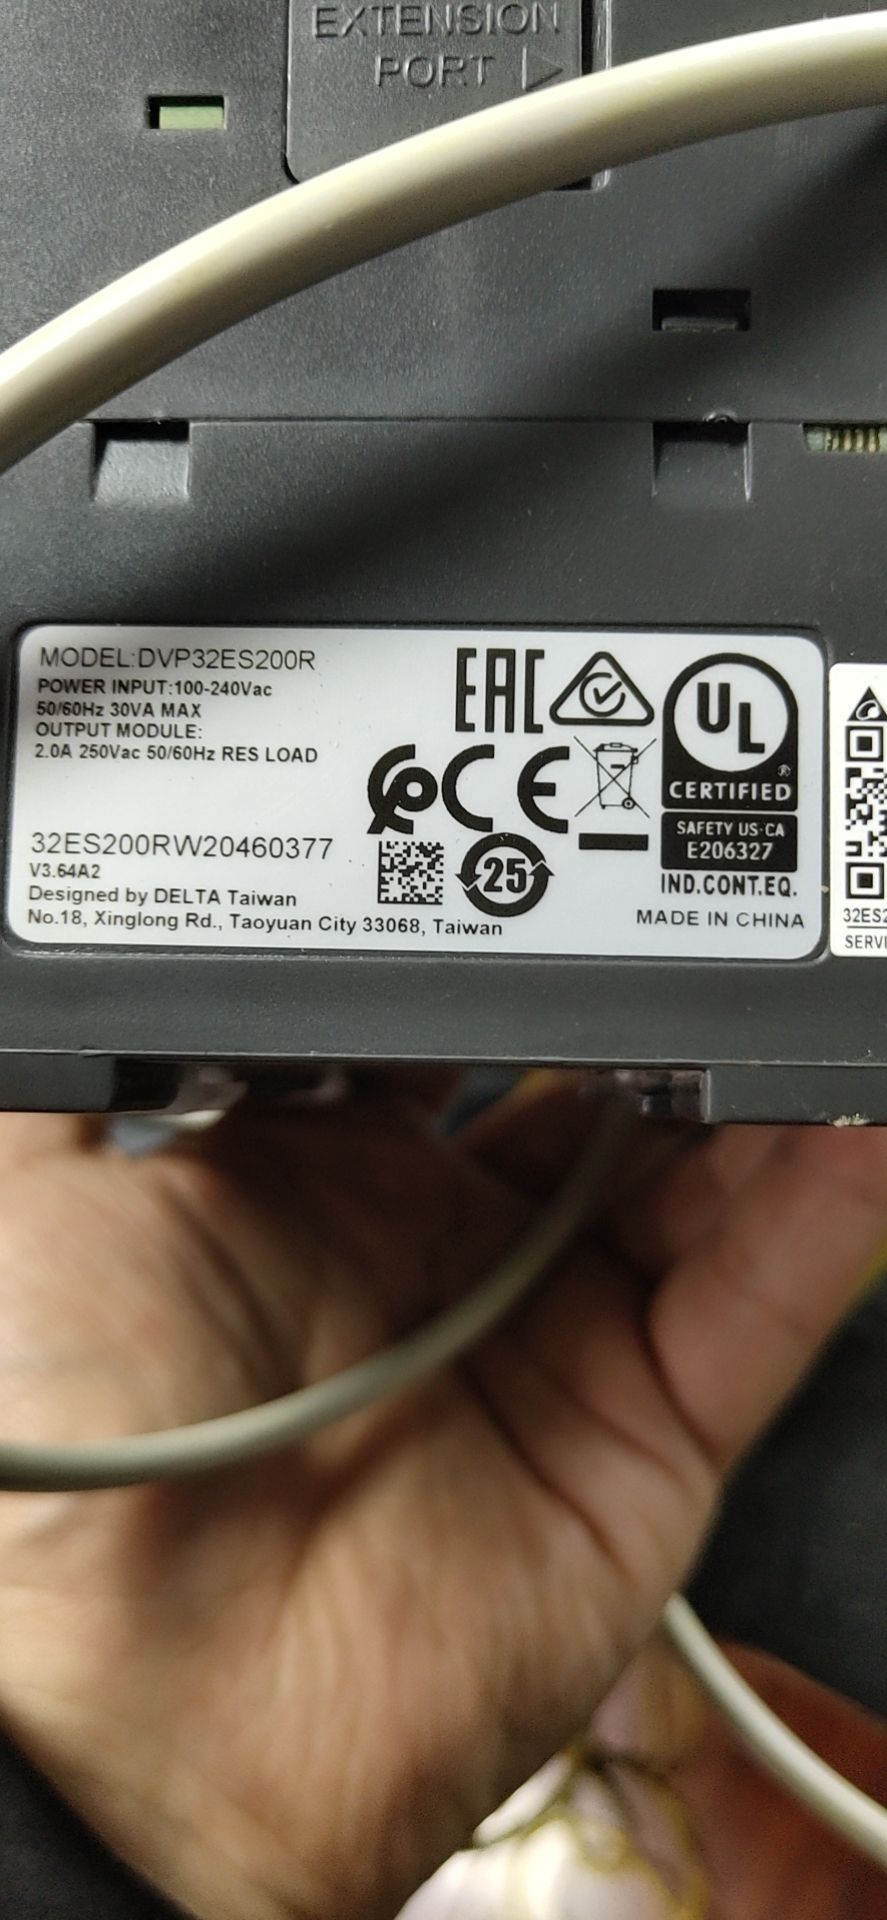 EXTENSION
PORT
MODEL:DVP32ES200R
POWER INPUT:100-240Vac
50/60Hz 30VA MAX
OUTPUT MODULE:
2.0A 250Vac 50/60Hz RES LOAD
32ES200RW20460377
V3.64A2
Designed by DELTA Taiwan
No.18, Xinglong Rd., Taoyuan City 33068, Taiwan
EAC
CE
25
UL
®
CERTIFIED
SAFETY US·CA
E206327
IND.CONT.EQ.
MADE IN CHINA